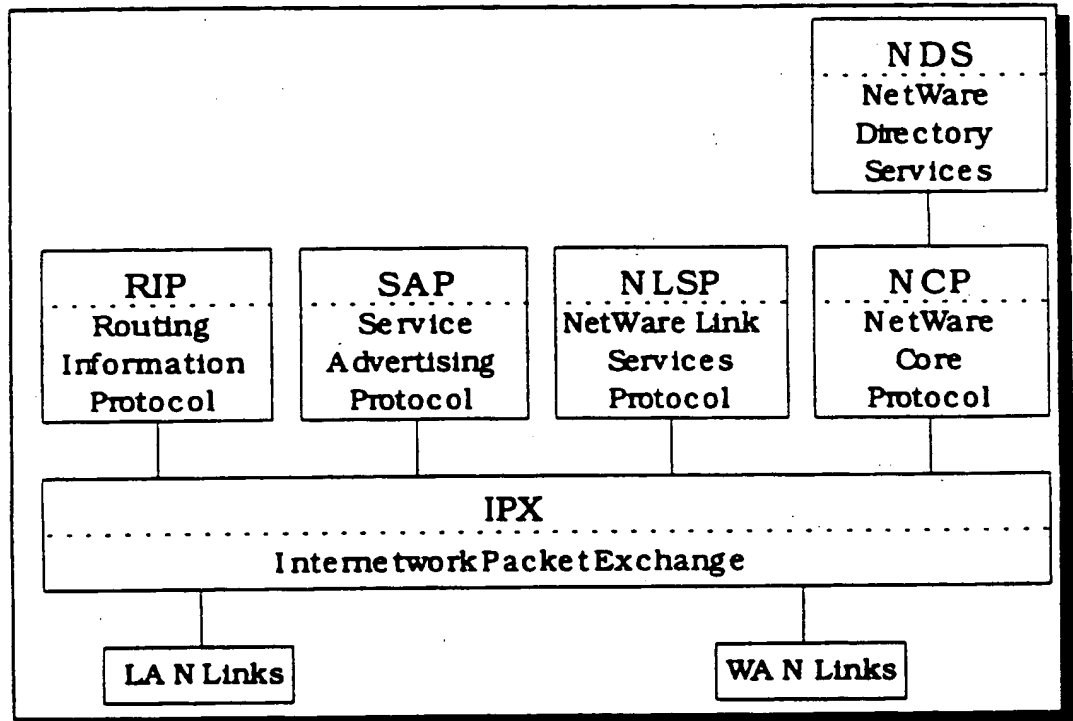 NDS
NetWare
Directory
Services
RIP
Routing
Information
Protocol
SAP
Service
Advertising
Protocol
NLSP
NetWare Link
Services
Protocol
NCP
NetWare
Core
Protocol
IPX
Internetwork Packet Exchange
LAN Links
WAN Links